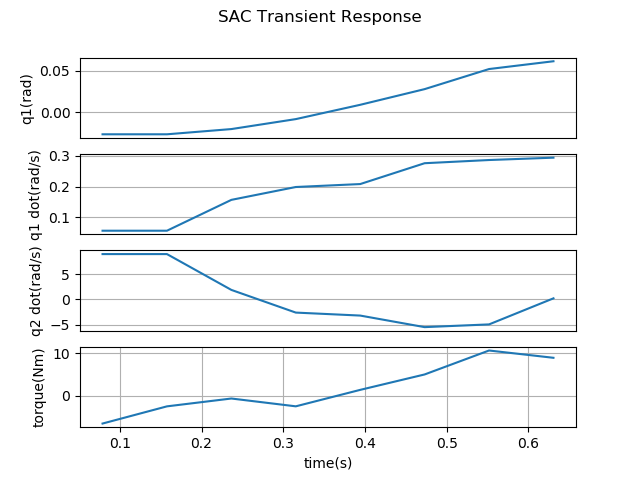 SAC Transient Response
q1(rad)
0.05
0.00
q1 dot(rad/s)
0.3
0.2
0.1
q2 dot(rad/s)
5
0
−5
torque(Nm)
10
0
0.1 0.2 0.3 0.4 0.5 0.6
time(s)